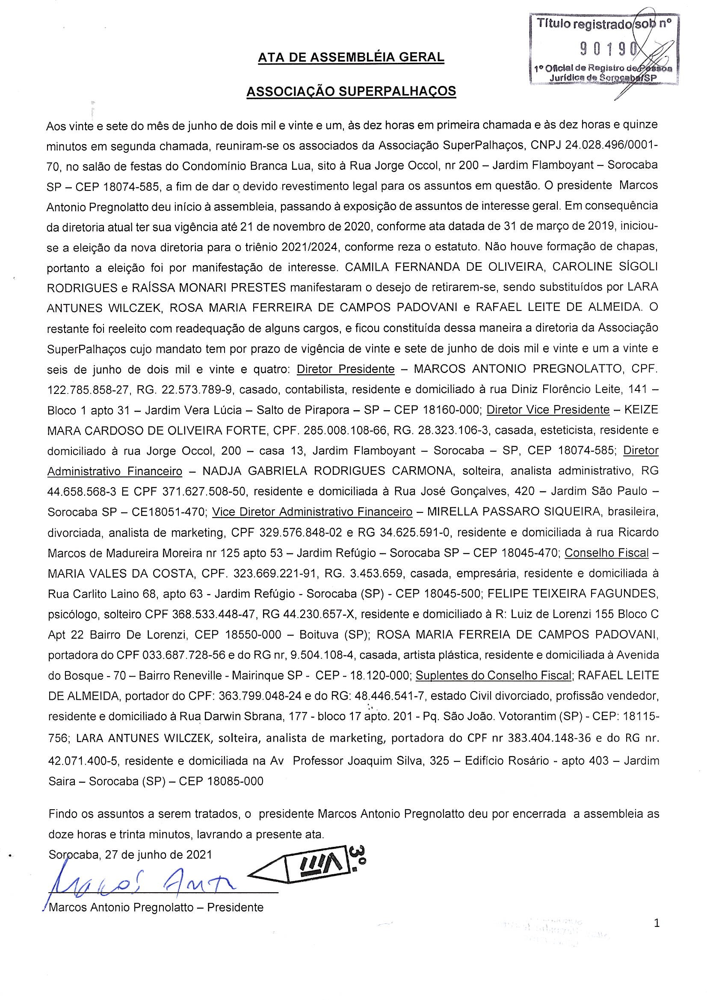 Título registrado sob nº
90190
1º Oficial de Registro de Pessoa
Jurídica de Sorocaba/SP
ATA DE ASSEMBLÉIA GERAL
ASSOCIAÇÃO SUPERPALHAÇOS
Aos vinte e sete do mês de junho de dois mil e vinte e um, às dez horas em primeira chamada e às dez horas e quinze
minutos em segunda chamada, reuniram-se os associados da Associação SuperPalhaços, CNPJ 24.028.496/0001-
70, no salão de festas do Condomínio Branca Lua, sito à Rua Jorge Occol, nr 200 – Jardim Flamboyant – Sorocaba
SP – CEP 18074-585, a fim de dar o devido revestimento legal para os assuntos em questão. O presidente Marcos
Antonio Pregnolatto deu início à assembleia, passando à exposição de assuntos de interesse geral. Em consequência
da diretoria atual ter sua vigência até 21 de novembro de 2020, conforme ata datada de 31 de março de 2019, iniciou-
se a eleição da nova diretoria para o triênio 2021/2024, conforme reza o estatuto. Não houve formação de chapas,
portanto a eleição foi por manifestação de interesse. CAMILA FERNANDA DE OLIVEIRA, CAROLINE SÍGOLI
RODRIGUES e RAÍSSA MONARI PRESTES manifestaram o desejo de retirarem-se, sendo substituídos por LARA
ANTUNES WILCZEK, ROSA MARIA FERREIRA DE CAMPOS PADOVANI e RAFAEL LEITE DE ALMEIDA. O
restante foi reeleito com readequação de alguns cargos, e ficou constituída dessa maneira a diretoria da Associação
SuperPalhaços cujo mandato tem por prazo de vigência de vinte e sete de junho de dois mil e vinte e um a vinte e
seis de junho de dois mil e vinte e quatro: Diretor Presidente – MARCOS ANTONIO PREGNOLATTO, CPF.
122.785.858-27, RG. 22.573.789-9, casado, contabilista, residente e domiciliado à rua Diniz Florêncio Leite, 141 –
Bloco 1 apto 31 – Jardim Vera Lúcia – Salto de Pirapora – SP – CEP 18160-000; Diretor Vice Presidente – KEIZE
MARA CARDOSO DE OLIVEIRA FORTE, CPF. 285.008.108-66, RG. 28.323.106-3, casada, esteticista, residente e
domiciliado à rua Jorge Occol, 200 – casa 13, Jardim Flamboyant – Sorocaba – SP, CEP 18074-585; Diretor
Administrativo Financeiro – NADJA GABRIELA RODRIGUES CARMONA, solteira, analista administrativo, RG
44.658.568-3 E CPF 371.627.508-50, residente e domiciliada à Rua José Gonçalves, 420 – Jardim São Paulo –
Sorocaba SP – CE18051-470; Vice Diretor Administrativo Financeiro – MIRELLA PASSARO SIQUEIRA, brasileira,
divorciada, analista de marketing, CPF 329.576.848-02 e RG 34.625.591-0, residente e domiciliada à rua Ricardo
Marcos de Madureira Moreira nr 125 apto 53 – Jardim Refúgio – Sorocaba SP – CEP 18045-470; Conselho Fiscal –
MARIA VALES DA COSTA, CPF. 323.669.221-91, RG. 3.453.659, casada, empresária, residente e domiciliada à
Rua Carlito Laino 68, apto 63 - Jardim Refúgio - Sorocaba (SP) - CEP 18045-500; FELIPE TEIXEIRA FAGUNDES,
psicólogo, solteiro CPF 368.533.448-47, RG 44.230.657-X, residente e domiciliado à R: Luiz de Lorenzi 155 Bloco C
Apt 22 Bairro De Lorenzi, CEP 18550-000 – Boituva (SP); ROSA MARIA FERREIA DE CAMPOS PADOVANI,
portadora do CPF 033.687.728-56 e do RG nr, 9.504.108-4, casada, artista plástica, residente e domiciliada à Avenida
do Bosque - 70 – Bairro Reneville - Mairinque SP - CEP - 18.120-000; Suplentes do Conselho Fiscal; RAFAEL LEITE
DE ALMEIDA, portador do CPF: 363.799.048-24 e do RG: 48.446.541-7, estado Civil divorciado, profissão vendedor,
residente e domiciliado à Rua Darwin Sbrana, 177 - bloco 17 apto. 201 - Pq. São João. Votorantim (SP) - CEP: 18115-
756; LARA ANTUNES WILCZEK, solteira, analista de marketing, portadora do CPF nr 383.404.148-36 e do RG nr.
42.071.400-5, residente e domiciliada na Av Professor Joaquim Silva, 325 – Edifício Rosário - apto 403 – Jardim
Saira – Sorocaba (SP) – CEP 18085-000
Findo os assuntos a serem tratados, o presidente Marcos Antonio Pregnolatto deu por encerrada a assembleia as
doze horas e trinta minutos, lavrando a presente ata.
Sorocaba, 27 de junho de 2021
3º.
VIII
Marcos Anto
Marcos Antonio Pregnolatto – Presidente
1